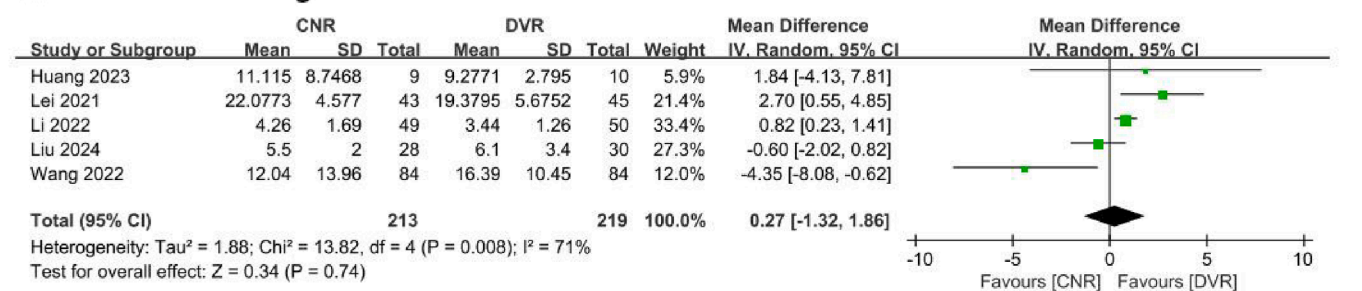 CNR DVR Mean Difference Mean Difference
Study or Subgroup Mean SD Total Mean SD Total Weight IV, Random, 95% CI IV, Random, 95% CI
Huang 2023 11.115 8.7468 9 9.2771 2.795 10 5.9% 1.84 [-4.13, 7.81]
Lei 2021 22.0773 4.577 43 19.3795 5.6752 45 21.4% 2.70 [0.55, 4.85]
Li 2022 4.26 1.69 49 3.44 1.26 50 33.4% 0.82 [0.23, 1.41]
Liu 2024 5.5 2 28 6.1 3.4 30 27.3% -0.60 [-2.02, 0.82]
Wang 2022 12.04 13.96 84 16.39 10.45 84 12.0% -4.35 [-8.08, -0.62]
Total (95% CI) 213 219 100.0% 0.27 [-1.32, 1.86]
Heterogeneity: Tau² = 1.88; Chi² = 13.82, df = 4 (P = 0.008); I² = 71%
Test for overall effect: Z = 0.34 (P = 0.74)
-10 -5 0 5 10
Favours [CNR] Favours [DVR]